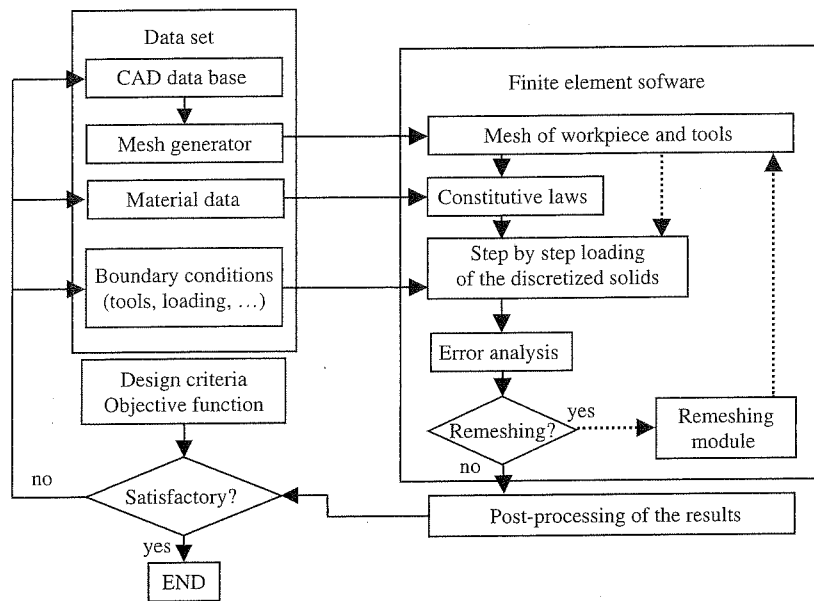 Data set
CAD data base
Mesh generator
Material data
Boundary conditions
(tools, loading, …)
Design criteria
Objective function
no
Satisfactory?
yes
END
Finite element sofware
Mesh of workpiece and tools
Constitutive laws
Step by step loading
of the discretized solids
Error analysis
Remeshing?
yes
Remeshing
module
no
Post-processing of the results